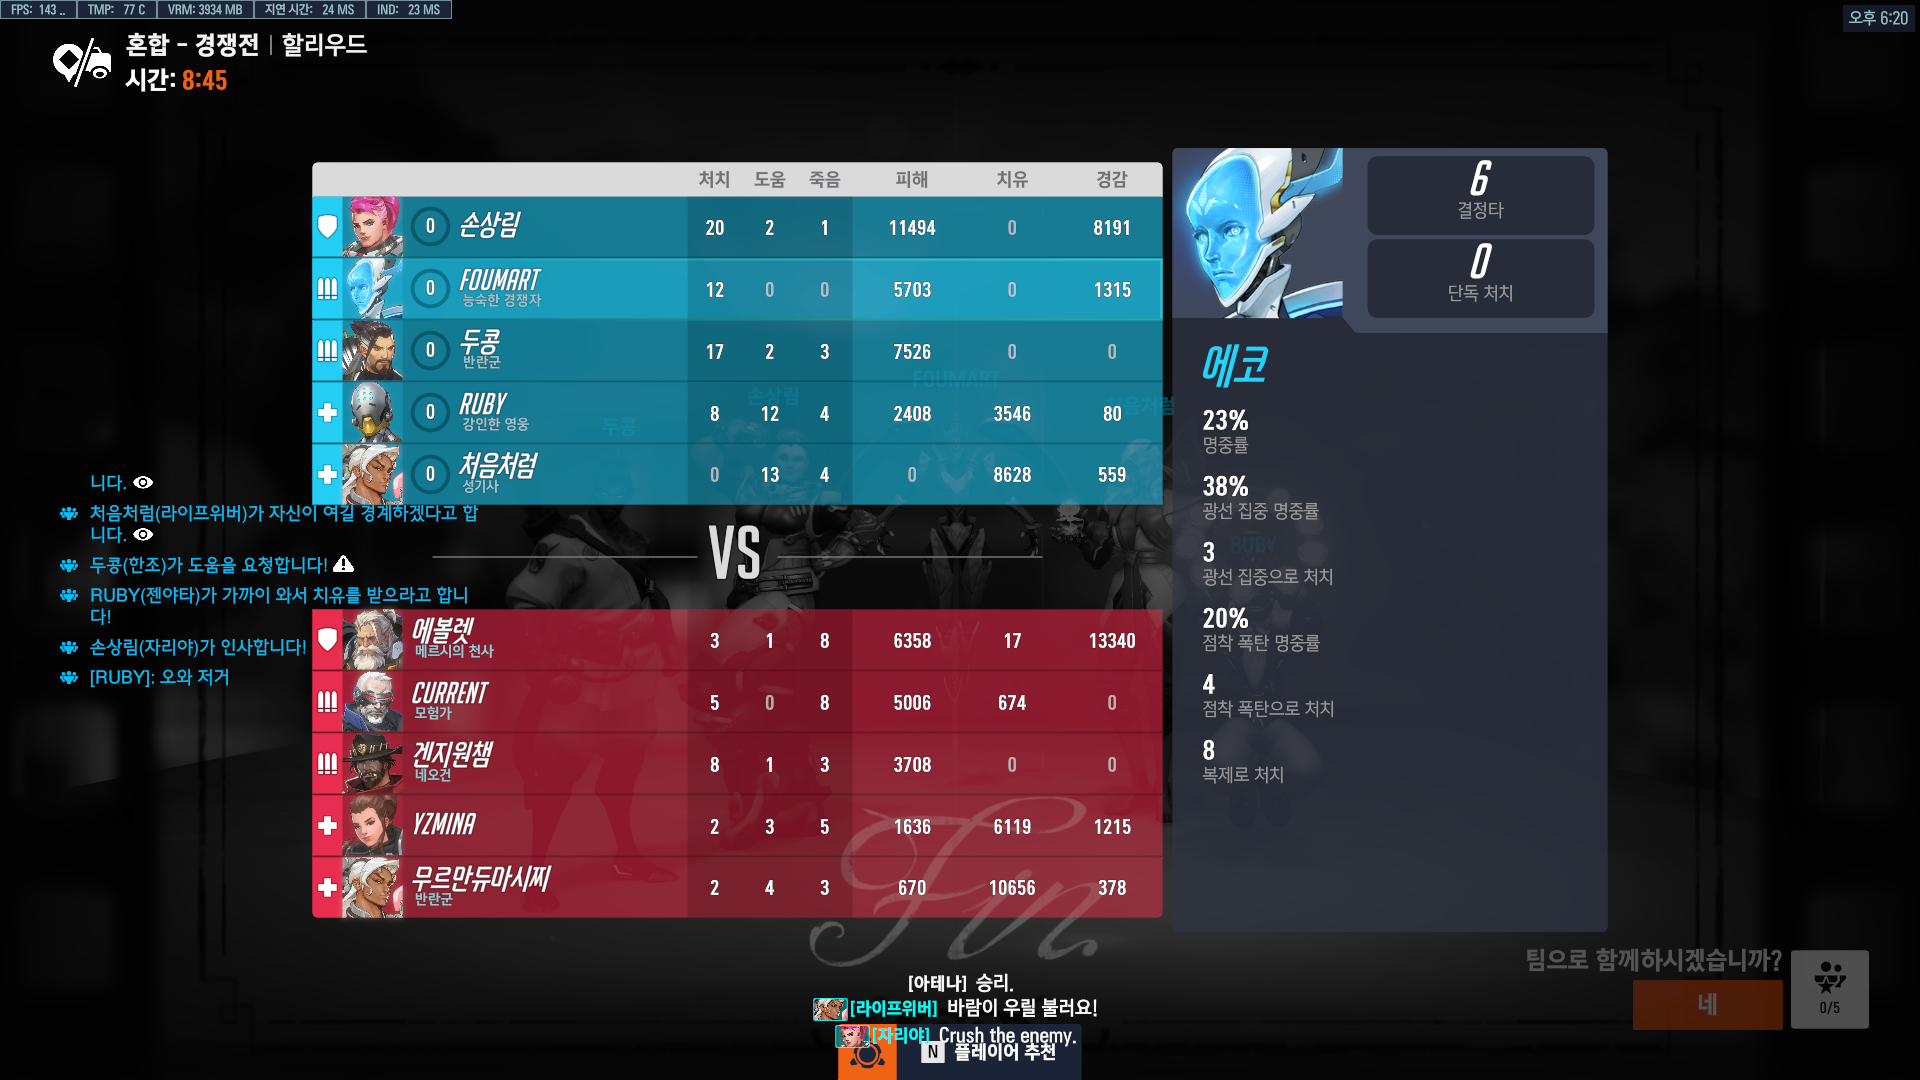 FPS: 143 .. TMP: 77 C VRM: 3934 MB 지연 시간: 24 MS IND: 23 MS
오후 6:20
혼합 - 경쟁전 | 할리우드
시간: 8:45
처치 도움 죽음 피해 치유 경감
0 손상림 20 2 1 11494 0 8191
0 FOUMART 12 0 0 5703 0 1315
능숙한 경쟁자
0 두콩 17 2 3 7526 0 0
반란군
0 RUBY 8 12 4 2408 3546 80
강인한 영웅
0 처음처럼 0 13 4 0 8628 559
성기사
FOUMART
손상림
처음처럼
두콩
RUBY
VS
에볼렛 3 1 8 6358 17 13340
메르시의 천사
CURRENT 5 0 8 5006 674 0
모험가
겐지원챔 8 1 3 3708 0 0
네오건
YZMINA 2 3 5 1636 6119 1215
무르만듀마시찌 2 4 3 670 10656 378
반란군
6
결정타
0
단독 처치
에코
23%
명중률
38%
광선 집중 명중률
3
광선 집중으로 처치
20%
점착 폭탄 명중률
4
점착 폭탄으로 처치
8
복제로 처치
니다.
처음처럼(라이프위버)가 자신이 여길 경계하겠다고 합
니다.
두콩(한조)가 도움을 요청합니다!
RUBY(젠야타)가 가까이 와서 치유를 받으라고 합니
다!
손상림(자리야)가 인사합니다!
[RUBY]: 오와 저거
Fin
[아테나] 승리.
[라이프위버] 바람이 우릴 불러요!
[자리야] Crush the enemy.
N 플레이어 추천
팀으로 함께하시겠습니까?
네
0/5